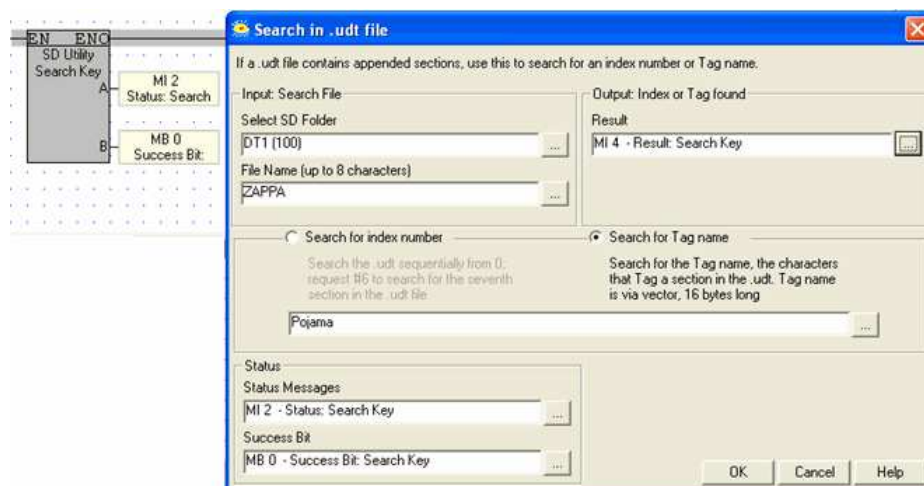 EN ENO
SD Utility
Search Key
A
MI 2
Status: Search
B
MB 0
Success Bit:
Search in .udt file
If a .udt file contains appended sections, use this to search for an index number or Tag name.
Input: Search File
Select SD Folder
DT1 (100)
...
File Name (up to 8 characters)
ZAPPA
...
Output: Index or Tag found
Result
MI 4 - Result: Search Key
...
Search for index number
Search the .udt sequentially from 0;
request #6 to search for the seventh
section in the .udt file
Search for Tag name
Search for the Tag name, the characters
that Tag a section in the .udt. Tag name
is via vector, 16 bytes long
Pojama
...
Status
Status Messages
MI 2 - Status: Search Key
...
Success Bit
MB 0 - Success Bit: Search Key
...
OK
Cancel
Help